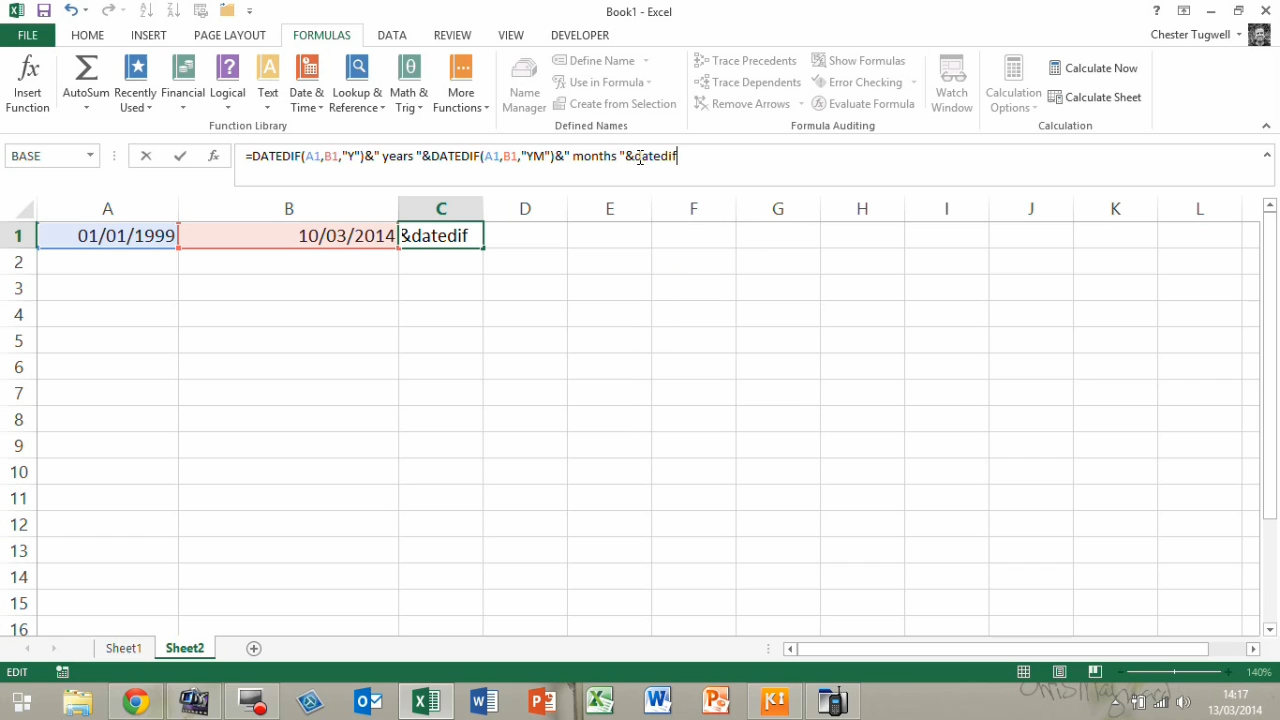 Book1 - Excel
?
FILE HOME INSERT PAGE LAYOUT FORMULAS DATA REVIEW VIEW DEVELOPER Chester Tugwell
Insert Function
AutoSum
Recently Used
Financial
Logical
Text
Date & Time
Lookup & Reference
Math & Trig
More Functions
Function Library
Name Manager
Define Name
Use in Formula
Create from Selection
Defined Names
Trace Precedents
Trace Dependents
Remove Arrows
Show Formulas
Error Checking
Evaluate Formula
Formula Auditing
Watch Window
Calculation Options
Calculate Now
Calculate Sheet
Calculation
BASE fx =DATEDIF(A1,B1,"Y")&" years "&DATEDIF(A1,B1,"YM")&" months "&datedif
A B C D E F G H I J K L
1 01/01/1999 10/03/2014 &datedif
2
3
4
5
6
7
8
9
10
11
12
13
14
15
16
Sheet1 Sheet2
EDIT 140%
14:17
13/03/2014